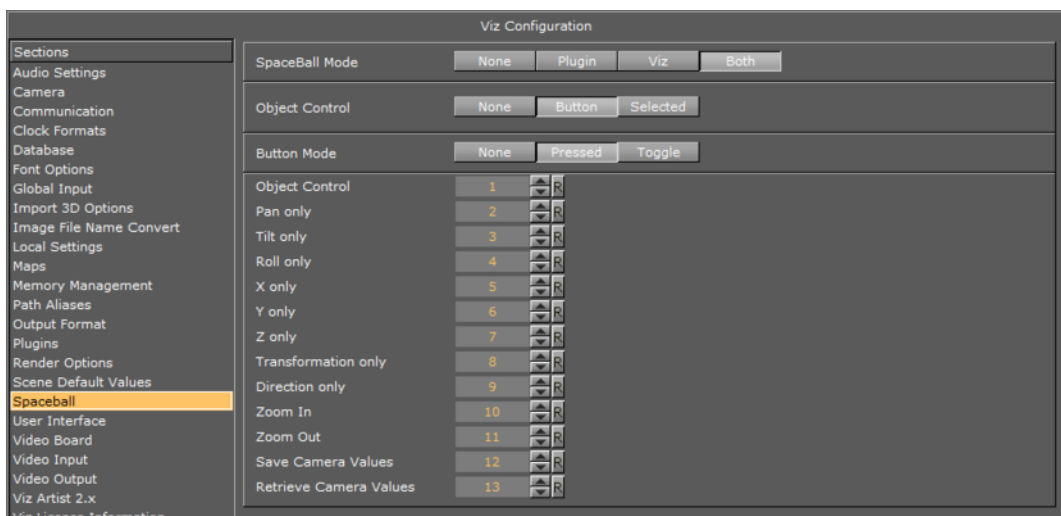 Viz Configuration
Sections
Audio Settings
Camera
Communication
Clock Formats
Database
Font Options
Global Input
Import 3D Options
Image File Name Convert
Local Settings
Maps
Memory Management
Path Aliases
Output Format
Plugins
Render Options
Scene Default Values
Spaceball
User Interface
Video Board
Video Input
Video Output
Viz Artist 2.x
Viz License Information
SpaceBall Mode None Plugin Viz Both
Object Control None Button Selected
Button Mode None Pressed Toggle
Object Control 1 R
Pan only 2 R
Tilt only 3 R
Roll only 4 R
X only 5 R
Y only 6 R
Z only 7 R
Transformation only 8 R
Direction only 9 R
Zoom In 10 R
Zoom Out 11 R
Save Camera Values 12 R
Retrieve Camera Values 13 R